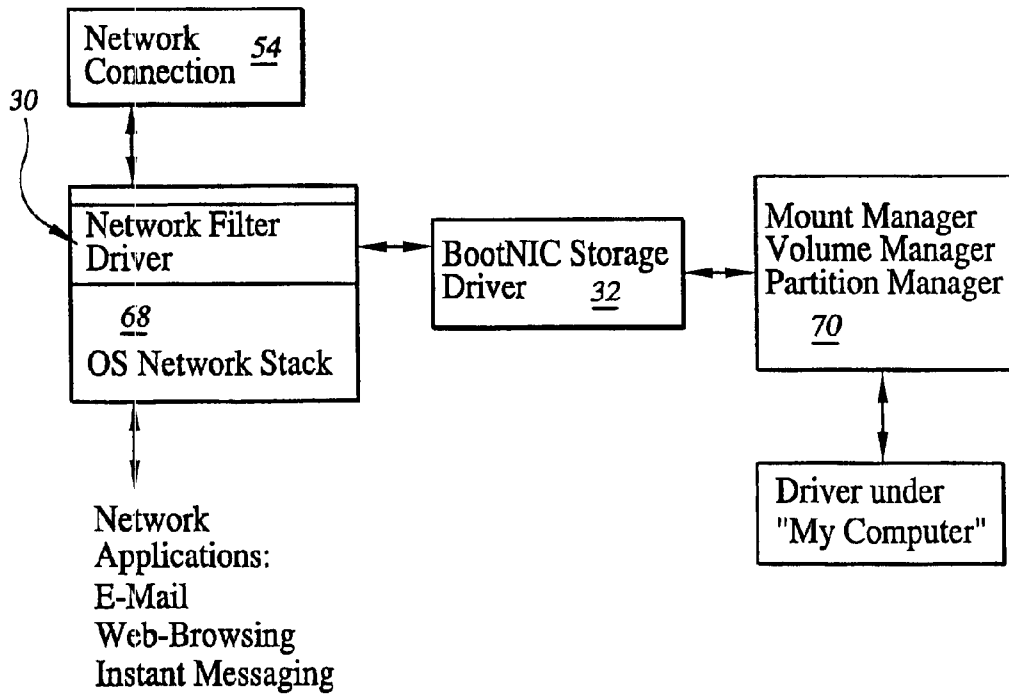 Network
Connection 54
30
Network Filter
Driver
68
OS Network Stack
BootNIC Storage
Driver 32
Mount Manager
Volume Manager
Partition Manager
70
Driver under
"My Computer"
Network
Applications:
E-Mail
Web-Browsing
Instant Messaging